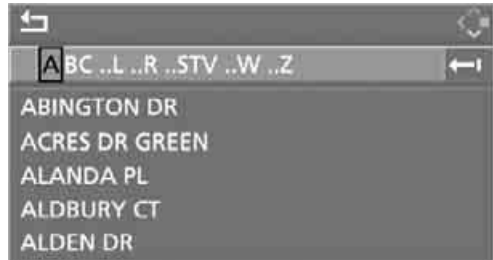 ABC ..L ..R ..STV ..W ..Z
ABINGTON DR
ACRES DR GREEN
ALANDA PL
ALDBURY CT
ALDEN DR